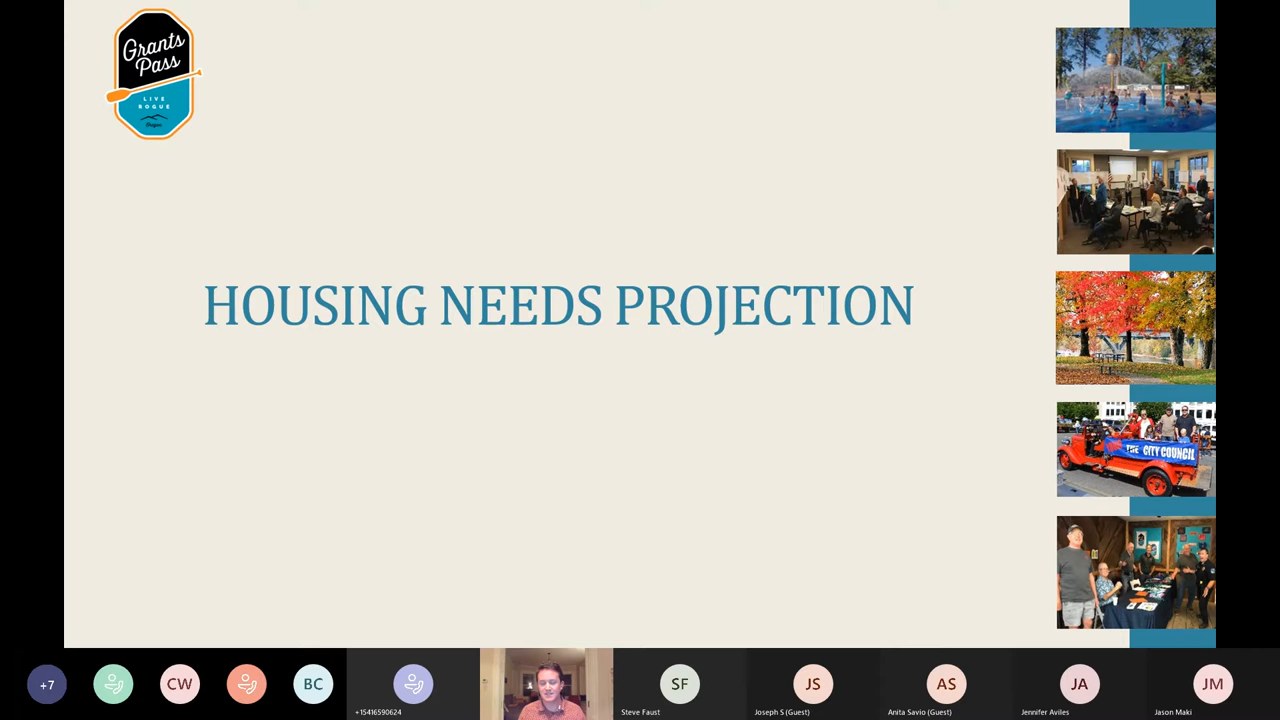 Grants
Pass
LIVE
ROGUE
Oregon
HOUSING NEEDS PROJECTION
THE CITY COUNCIL
+7
CW
BC
+15416590624
SF
Steve Faust
JS
Joseph S (Guest)
AS
Anita Savio (Guest)
JA
Jennifer Aviles
JM
Jason Maki